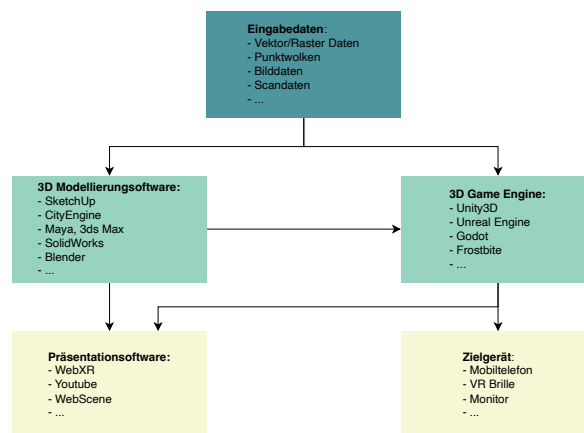 Eingabedaten:
- Vektor/Raster Daten
- Punktwolken
- Bilddaten
- Scandaten
- ...
3D Modellierungsoftware:
- SketchUp
- CityEngine
- Maya, 3ds Max
- SolidWorks
- Blender
- ...
3D Game Engine:
- Unity3D
- Unreal Engine
- Godot
- Frostbite
- ...
Präsentationsoftware:
- WebXR
- Youtube
- WebScene
- ...
Zielgerät:
- Mobiltelefon
- VR Brille
- Monitor
- ...